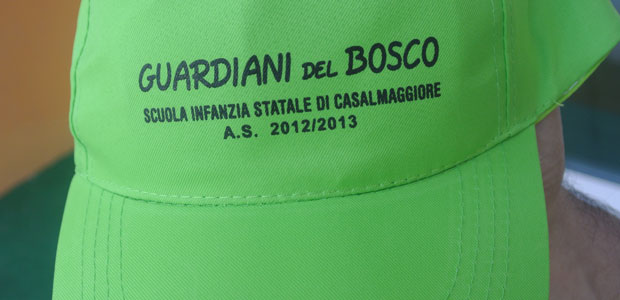 GUARDIANI DEL BOSCO
SCUOLA INFANZIA STATALE DI CASALMAGGIORE
A.S. 2012/2013